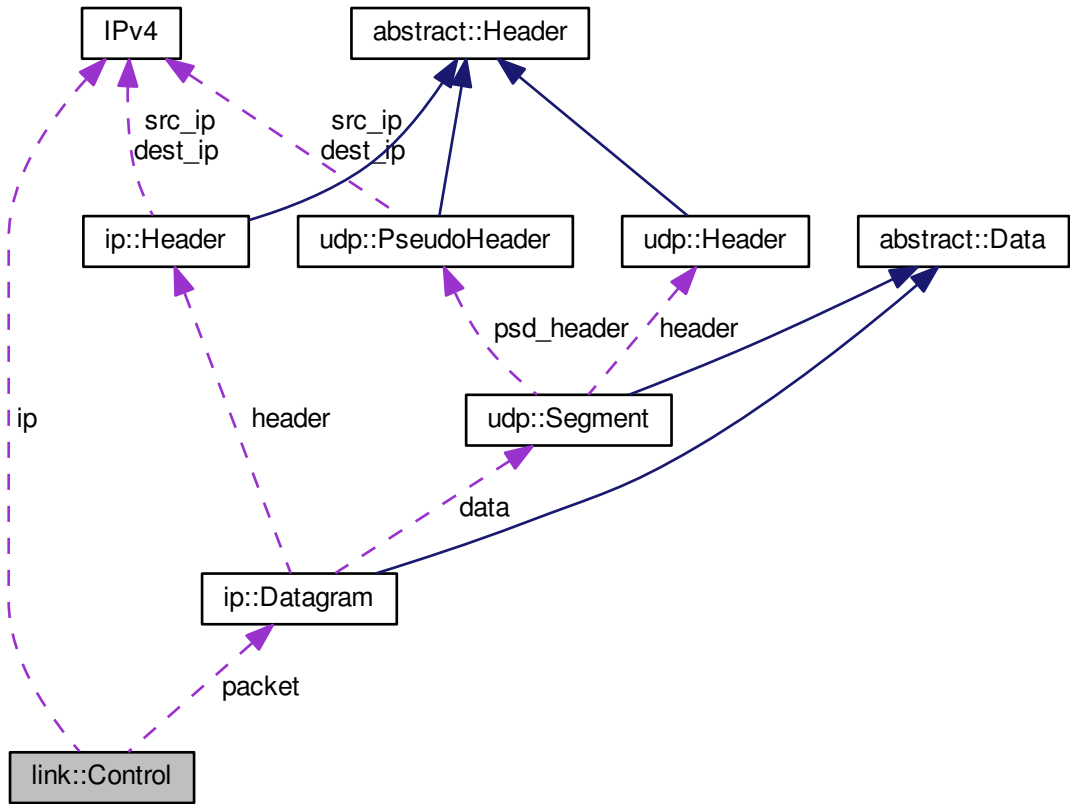 IPv4
abstract::Header
src_ip
dest_ip
src_ip
dest_ip
ip::Header
udp::PseudoHeader
udp::Header
abstract::Data
psd_header
header
ip
header
udp::Segment
data
ip::Datagram
packet
link::Control